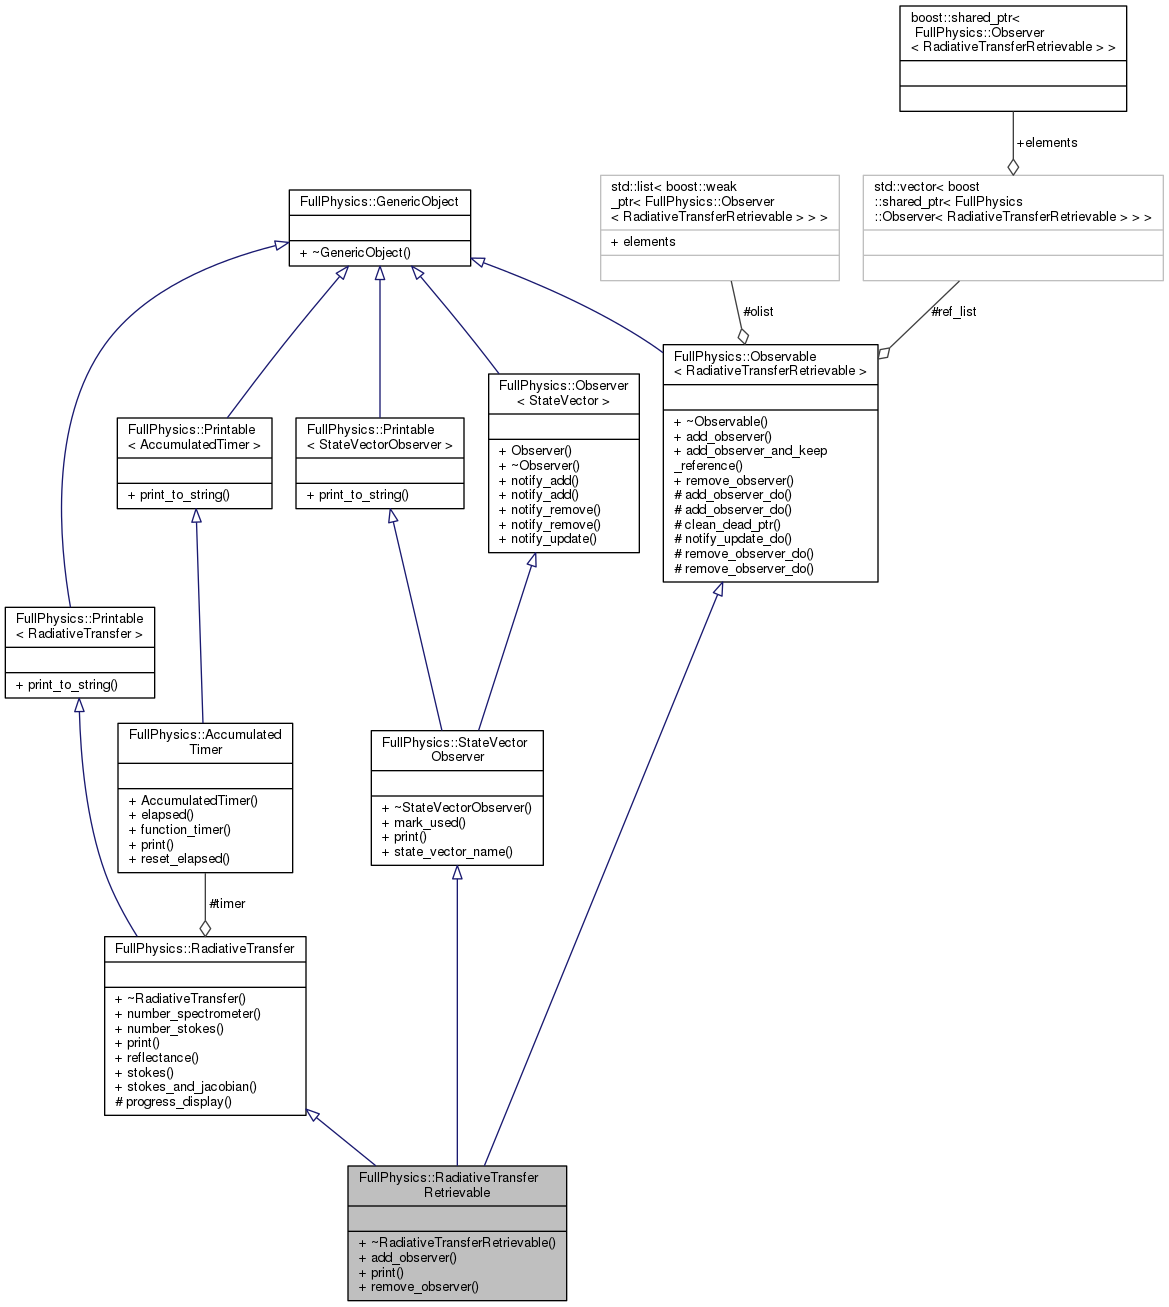 boost::shared_ptr<
FullPhysics::Observer
< RadiativeTransferRetrievable > >
+elements
std::list< boost::weak
_ptr< FullPhysics::Observer
< RadiativeTransferRetrievable > > >
+ elements
std::vector< boost
::shared_ptr< FullPhysics
::Observer< RadiativeTransferRetrievable > > >
FullPhysics::GenericObject
+ ~GenericObject()
#olist
#ref_list
FullPhysics::Observable
< RadiativeTransferRetrievable >
+ ~Observable()
+ add_observer()
+ add_observer_and_keep
_reference()
+ remove_observer()
# add_observer_do()
# add_observer_do()
# clean_dead_ptr()
# notify_update_do()
# remove_observer_do()
# remove_observer_do()
FullPhysics::Observer
< StateVector >
+ Observer()
+ ~Observer()
+ notify_add()
+ notify_add()
+ notify_remove()
+ notify_remove()
+ notify_update()
FullPhysics::Printable
< AccumulatedTimer >
+ print_to_string()
FullPhysics::Printable
< StateVectorObserver >
+ print_to_string()
FullPhysics::Printable
< RadiativeTransfer >
+ print_to_string()
FullPhysics::Accumulated
Timer
+ AccumulatedTimer()
+ elapsed()
+ function_timer()
+ print()
+ reset_elapsed()
FullPhysics::StateVector
Observer
+ ~StateVectorObserver()
+ mark_used()
+ print()
+ state_vector_name()
#timer
FullPhysics::RadiativeTransfer
+ ~RadiativeTransfer()
+ number_spectrometer()
+ number_stokes()
+ print()
+ reflectance()
+ stokes()
+ stokes_and_jacobian()
# progress_display()
FullPhysics::RadiativeTransfer
Retrievable
+ ~RadiativeTransferRetrievable()
+ add_observer()
+ print()
+ remove_observer()